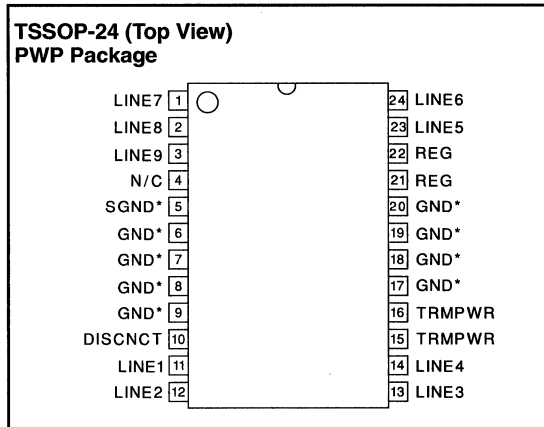 TSSOP-24 (Top View)
PWP Package
LINE7 1 24 LINE6
LINE8 2 23 LINE5
LINE9 3 22 REG
N/C 4 21 REG
SGND* 5 20 GND*
GND* 6 19 GND*
GND* 7 18 GND*
GND* 8 17 GND*
GND* 9 16 TRMPWR
DISCNCT 10 15 TRMPWR
LINE1 11 14 LINE4
LINE2 12 13 LINE3